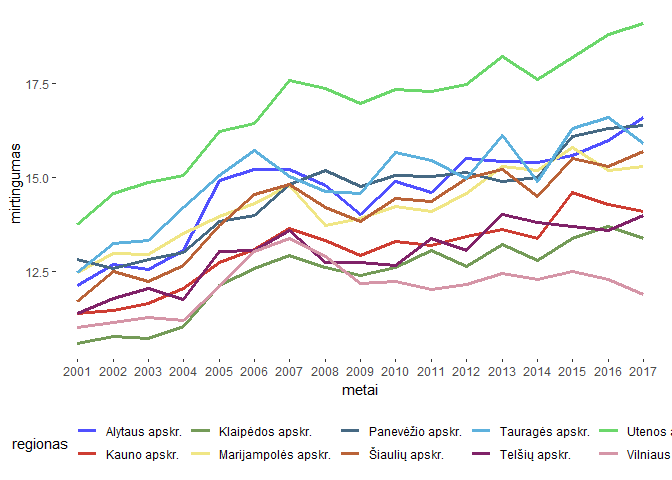 mirtingumas
17.5
15.0
12.5
2001 2002 2003 2004 2005 2006 2007 2008 2009 2010 2011 2012 2013 2014 2015 2016 2017
metai
regionas
Alytaus apskr. Klaipėdos apskr. Panevėžio apskr. Tauragės apskr. Utenos
Kauno apskr. Marijampolės apskr. Šiaulių apskr. Telšių apskr. Vilniaus